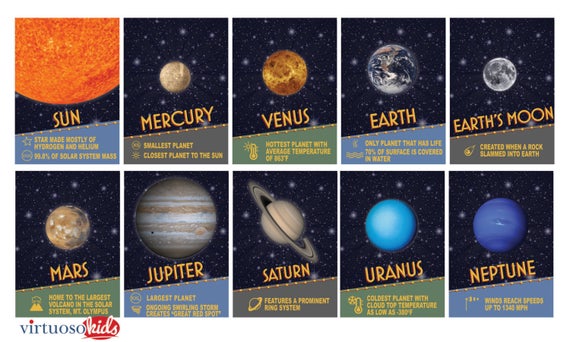 SUN
STAR MADE MOSTLY OF
HYDROGEN AND HELIUM
99.8% OF SOLAR SYSTEM MASS
MERCURY
SMALLEST PLANET
CLOSEST PLANET TO THE SUN
VENUS
HOTTEST PLANET WITH
AVERAGE TEMPERATURE
OF 863°F
EARTH
ONLY PLANET THAT HAS LIFE
70% OF SURFACE IS COVERED
IN WATER
EARTH'S MOON
CREATED WHEN A ROCK
SLAMMED INTO EARTH
MARS
HOME TO THE LARGEST
VOLCANO IN THE SOLAR
SYSTEM, MT. OLYMPUS
JUPITER
LARGEST PLANET
ONGOING SWIRLING STORM
CREATES "GREAT RED SPOT"
SATURN
FEATURES A PROMINENT
RING SYSTEM
URANUS
COLDEST PLANET WITH
CLOUD TOP TEMPERATURE
AS LOW AS -380°F
NEPTUNE
WINDS REACH SPEEDS
UP TO 1340 MPH
virtuosokids